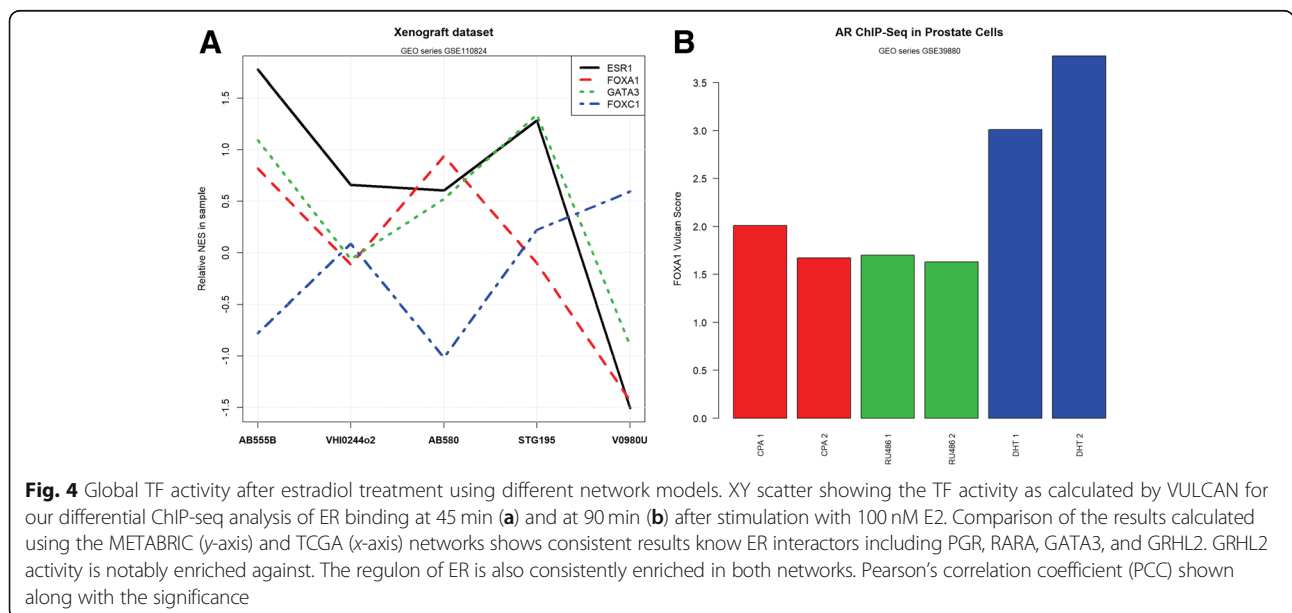 A
Xenograft dataset
GEO series GSE110824
ESR1
FOXA1
GATA3
FOXC1
Relative NES in sample
1.5
1.0
0.5
0.0
-0.5
-1.0
-1.5
AB555B
VHI0244o2
AB580
STG195
V0980U
B
AR ChIP-Seq in Prostate Cells
GEO series GSE39880
FOXA1 Vulcan Score
3.5
3.0
2.5
2.0
1.5
1.0
0.5
0.0
CPA 1
CPA 2
RU486 1
RU486 2
DHT 1
DHT 2
Fig. 4 Global TF activity after estradiol treatment using different network models. XY scatter showing the TF activity as calculated by VULCAN for
our differential ChIP-seq analysis of ER binding at 45 min (a) and at 90 min (b) after stimulation with 100 nM E2. Comparison of the results calculated
using the METABRIC (y-axis) and TCGA (x-axis) networks shows consistent results know ER interactors including PGR, RARA, GATA3, and GRHL2. GRHL2
activity is notably enriched against. The regulon of ER is also consistently enriched in both networks. Pearson's correlation coefficient (PCC) shown
along with the significance